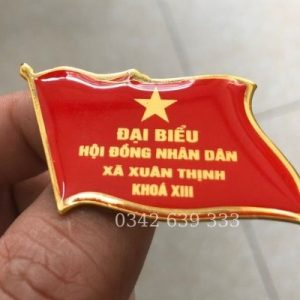 ĐẠI BIỂU
HỘI ĐỒNG NHÂN DÂN
XÃ XUÂN THỊNH
KHOÁ XIII
0342 639 333